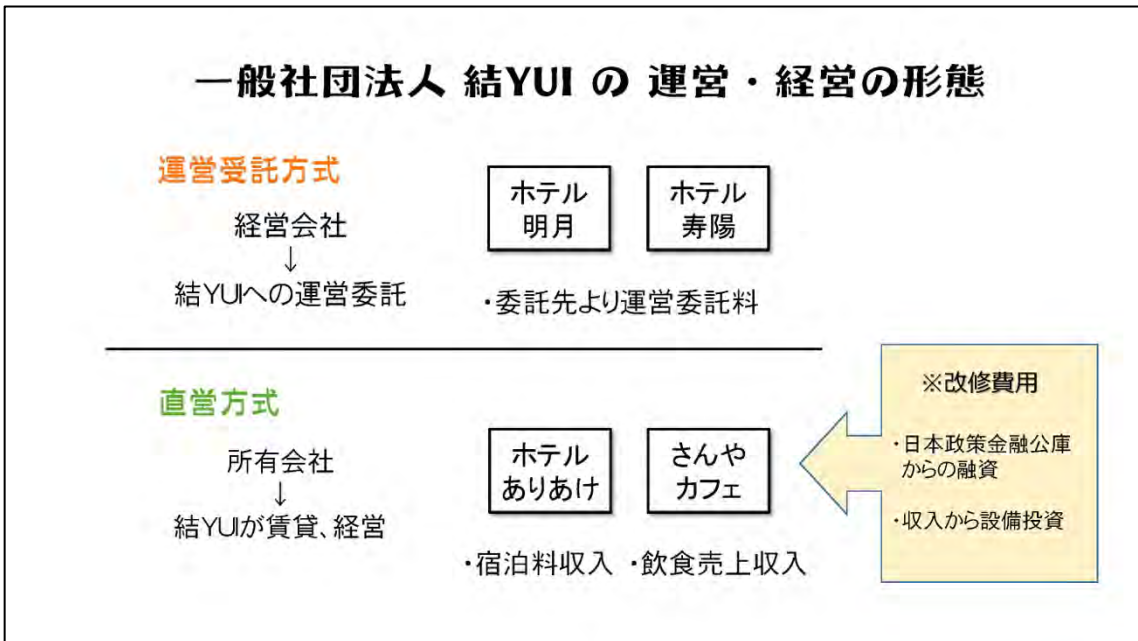 一般社団法人 結YUI の 運営・経営の形態
運営受託方式
経営会社
↓
結YUIへの運営委託
ホテル
明月
ホテル
寿陽
・委託先より運営委託料
直営方式
所有会社
↓
結YUIが賃貸、経営
ホテル
ありあけ
さんや
カフェ
・宿泊料収入
・飲食売上収入
※改修費用
・日本政策金融公庫
からの融資
・収入から設備投資